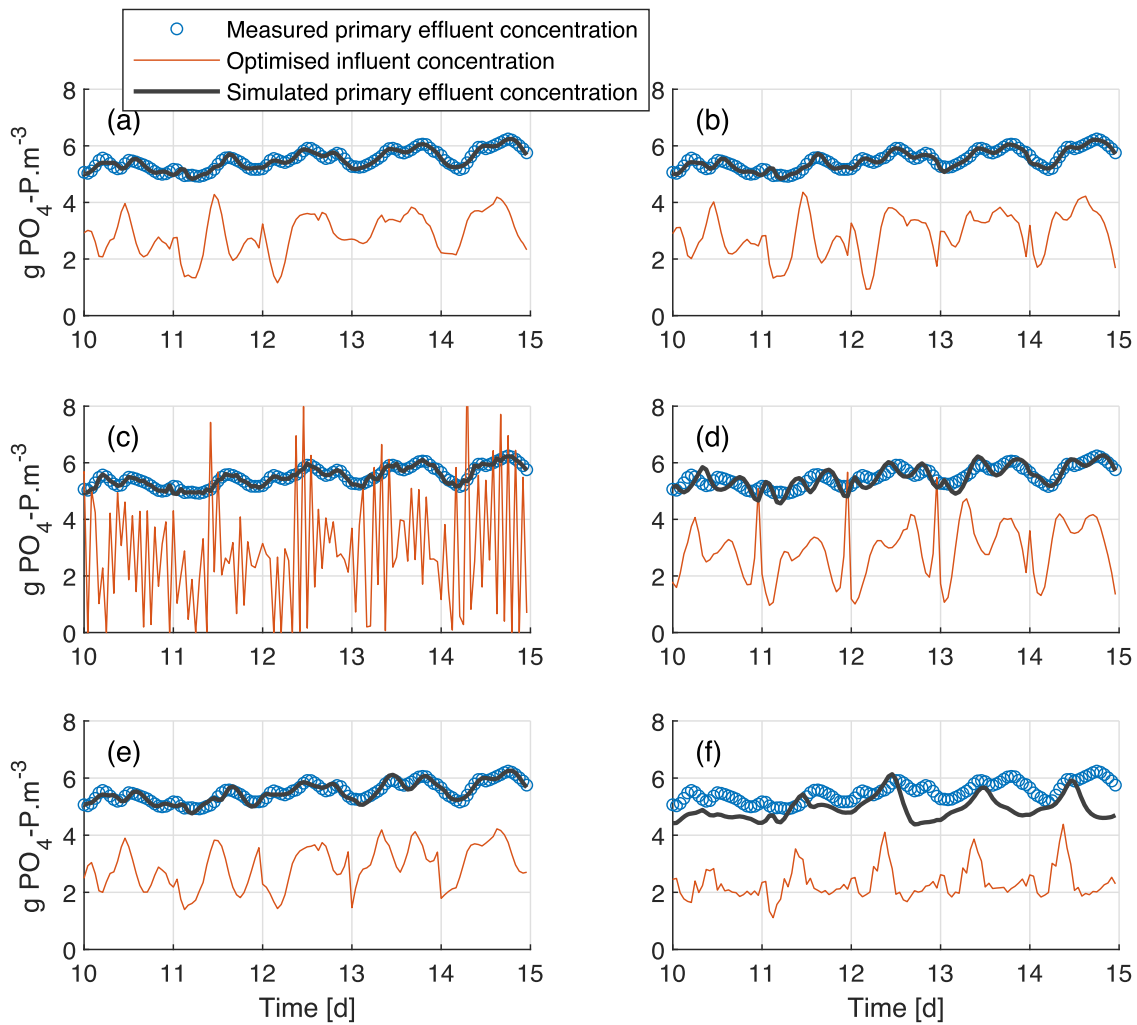 Measured primary effluent concentration
Optimised influent concentration
Simulated primary effluent concentration
(a)
g PO4-P.m-3
8
6
4
2
0
10 11 12 13 14 15
(b)
8
6
4
2
0
10 11 12 13 14 15
(c)
g PO4-P.m-3
8
6
4
2
0
10 11 12 13 14 15
(d)
8
6
4
2
0
10 11 12 13 14 15
(e)
g PO4-P.m-3
8
6
4
2
0
10 11 12 13 14 15
Time [d]
(f)
8
6
4
2
0
10 11 12 13 14 15
Time [d]